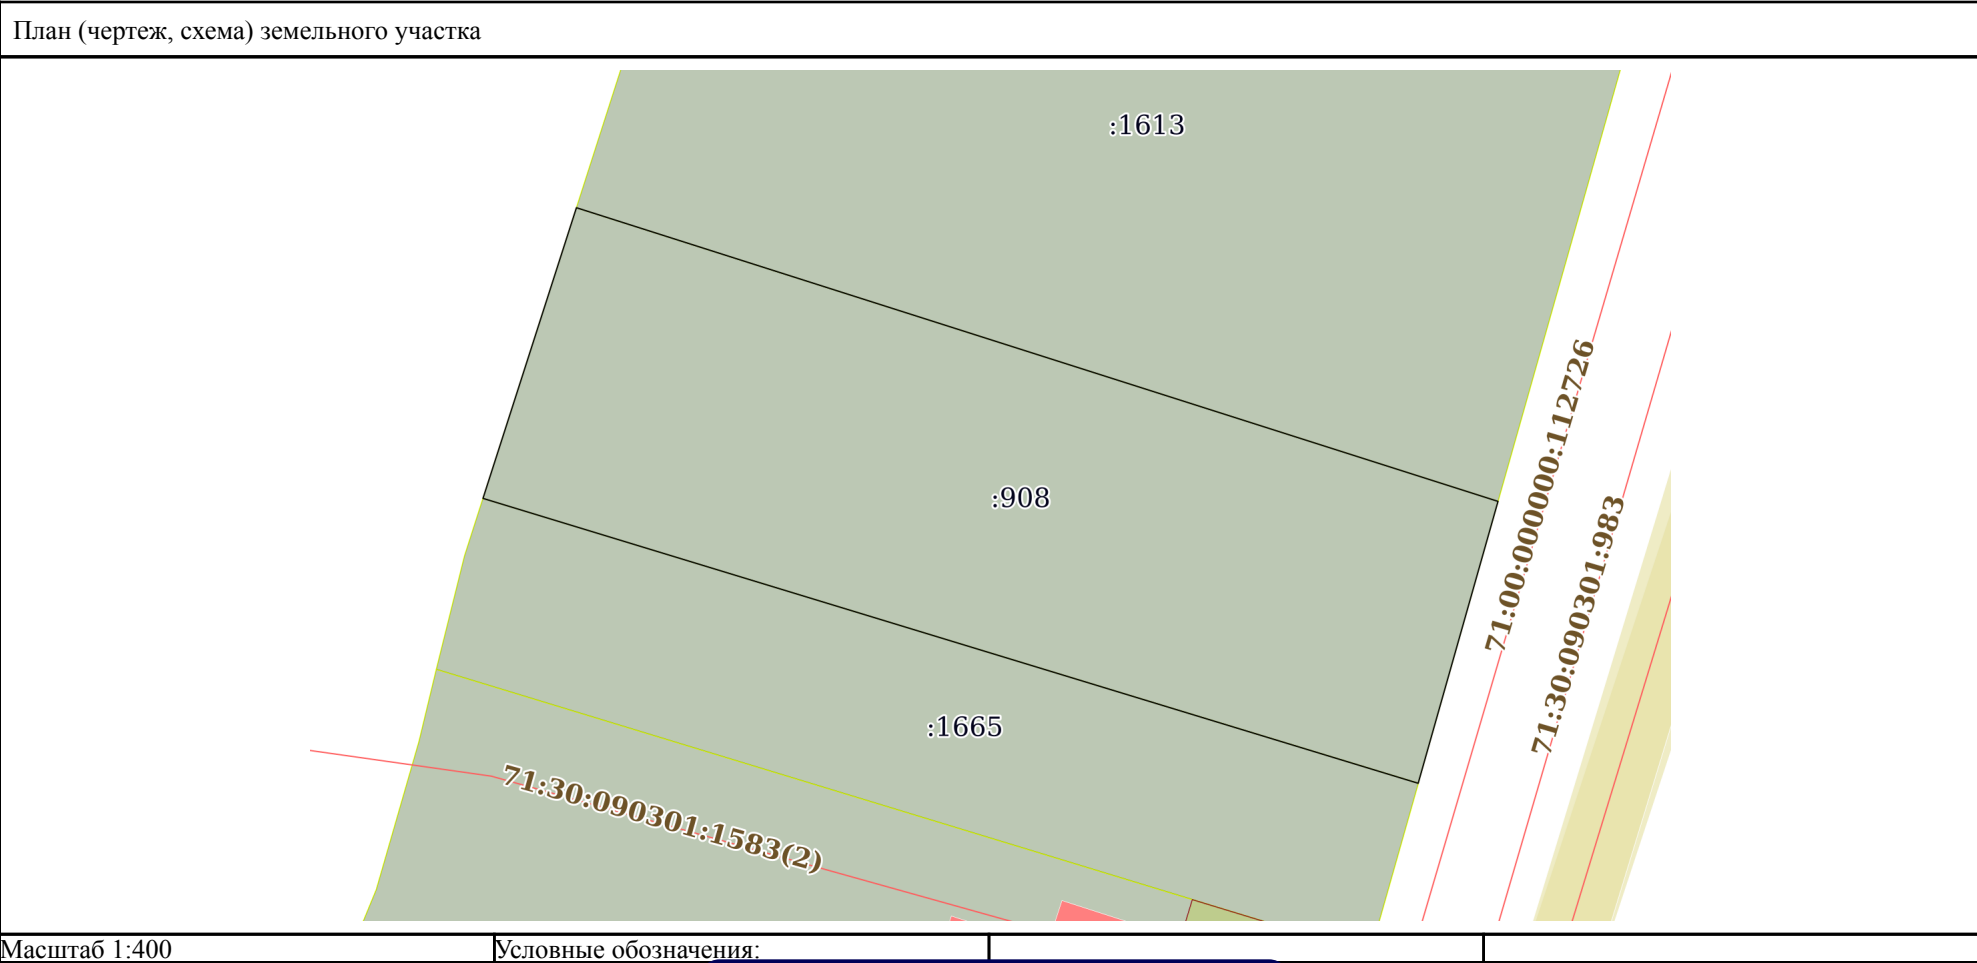 План (чертеж, схема) земельного участка
:1613
71:00:000000:112726
:908
71:30:090301:983
:1665
71:30:090301:1583(2)
Масштаб 1:400
Условные обозначения: